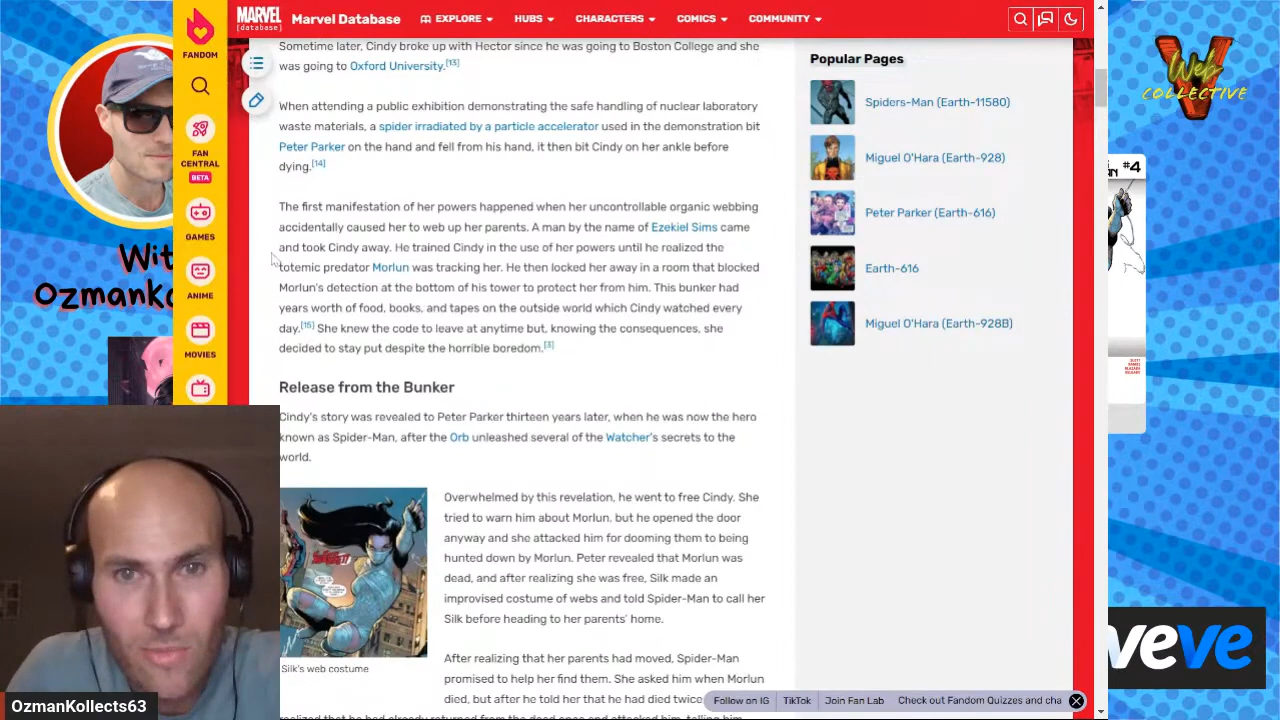 MARVEL
[database]
Marvel Database
EXPLORE
HUBS
CHARACTERS
COMICS
COMMUNITY
FANDOM
FAN
CENTRAL
BETA
GAMES
ANIME
MOVIES
Sometime later, Cindy broke up with Hector since he was going to Boston College and she
was going to Oxford University.[13]
When attending a public exhibition demonstrating the safe handling of nuclear laboratory
waste materials, a spider irradiated by a particle accelerator used in the demonstration bit
Peter Parker on the hand and fell from his hand, it then bit Cindy on her ankle before
dying.[14]
The first manifestation of her powers happened when her uncontrollable organic webbing
accidentally caused her to web up her parents. A man by the name of Ezekiel Sims came
and took Cindy away. He trained Cindy in the use of her powers until he realized the
totemic predator Morlun was tracking her. He then locked her away in a room that blocked
Morlun's detection at the bottom of his tower to protect her from him. This bunker had
years worth of food, books, and tapes on the outside world which Cindy watched every
day.[15] She knew the code to leave at anytime but, knowing the consequences, she
decided to stay put despite the horrible boredom.[3]
Release from the Bunker
Cindy's story was revealed to Peter Parker thirteen years later, when he was now the hero
known as Spider-Man, after the Orb unleashed several of the Watcher's secrets to the
world.
Overwhelmed by this revelation, he went to free Cindy. She
tried to warn him about Morlun, but he opened the door
anyway and she attacked him for dooming them to being
hunted down by Morlun. Peter revealed that Morlun was
dead, and after realizing she was free, Silk made an
improvised costume of webs and told Spider-Man to call her
Silk before heading to her parents' home.
Silk's web costume
After realizing that her parents had moved, Spider-Man
promised to help her find them. She asked him when Morlun
died, but after he told her that he had died twice
Popular Pages
Spiders-Man (Earth-11580)
Miguel O'Hara (Earth-928)
Peter Parker (Earth-616)
Earth-616
Miguel O'Hara (Earth-928B)
Follow on IG
TikTok
Join Fan Lab
Check out Fandom Quizzes and cha
Wit
Ozmank
OzmanKollects63
Web
COLLECTIVE
#4
veve